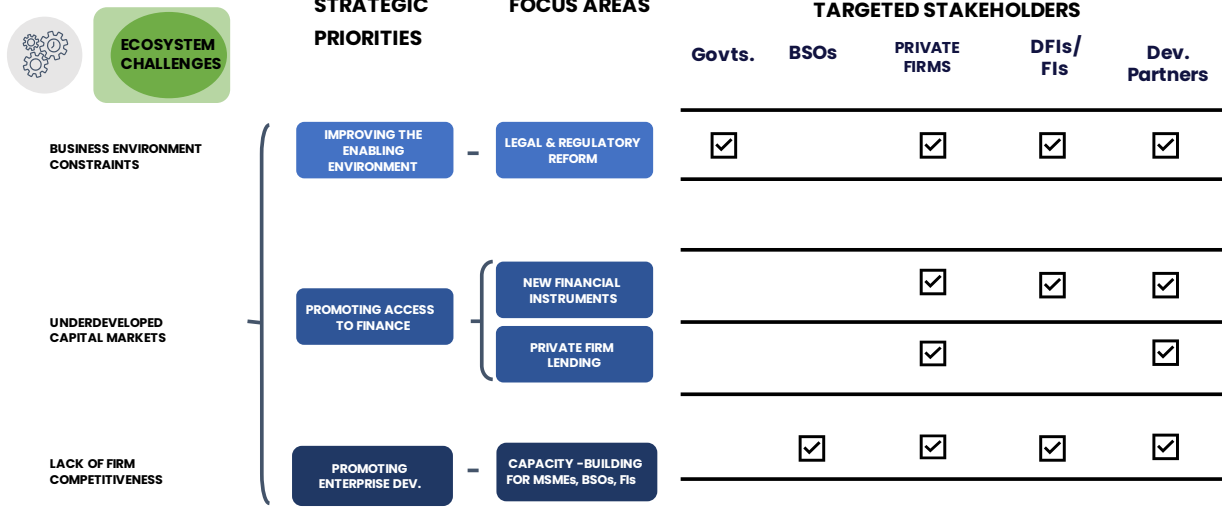 STRATEGIC
PRIORITIES
FOCUS AREAS
TARGETED STAKEHOLDERS
ECOSYSTEM
CHALLENGES
Govts.
BSOs
PRIVATE
FIRMS
DFIs/
FIs
Dev.
Partners
BUSINESS ENVIRONMENT
CONSTRAINTS
IMPROVING THE
ENABLING
ENVIRONMENT
LEGAL & REGULATORY
REFORM
UNDERDEVELOPED
CAPITAL MARKETS
PROMOTING ACCESS
TO FINANCE
NEW FINANCIAL
INSTRUMENTS
PRIVATE FIRM
LENDING
LACK OF FIRM
COMPETITIVENESS
PROMOTING
ENTERPRISE DEV.
CAPACITY -BUILDING
FOR MSMEs, BSOs, FIs